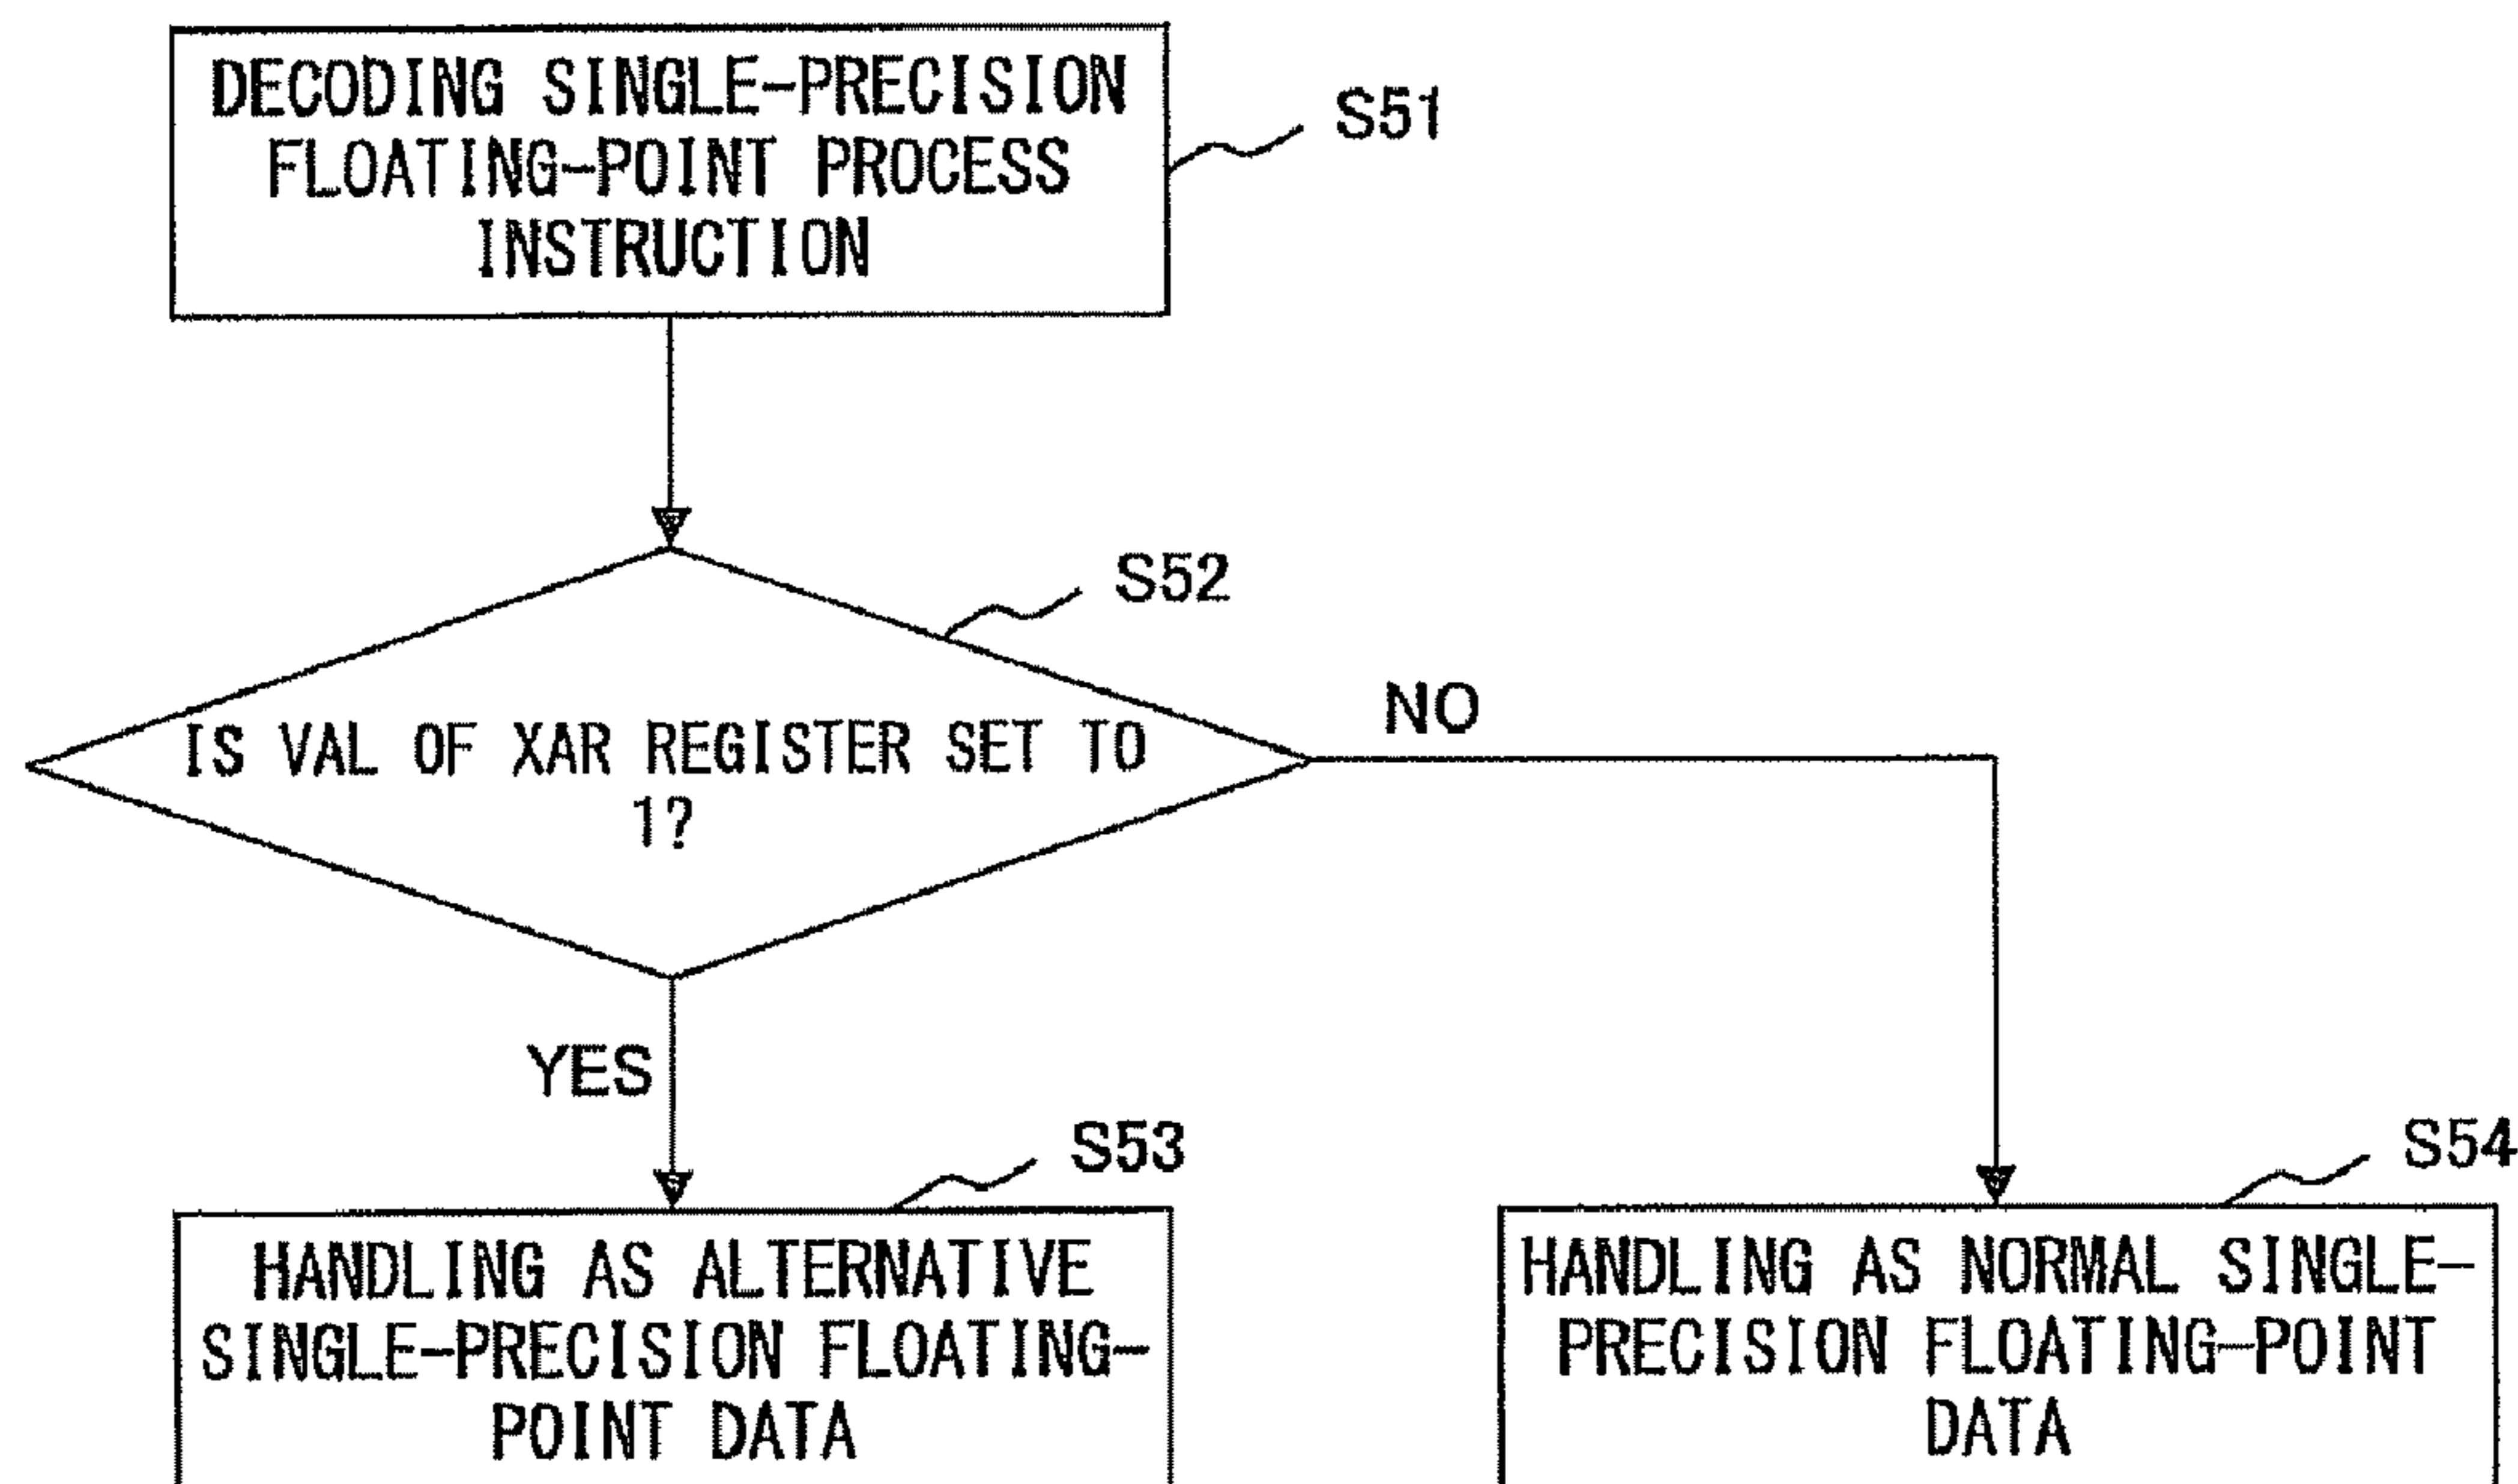 DECODING SINGLE-PRECISION
FLOATING-POINT PROCESS
INSTRUCTION
S51
S52
IS VAL OF XAR REGISTER SET TO
1?
NO
YES
S53
HANDLING AS ALTERNATIVE
SINGLE-PRECISION FLOATING-
POINT DATA
S54
HANDLING AS NORMAL SINGLE-
PRECISION FLOATING-POINT
DATA